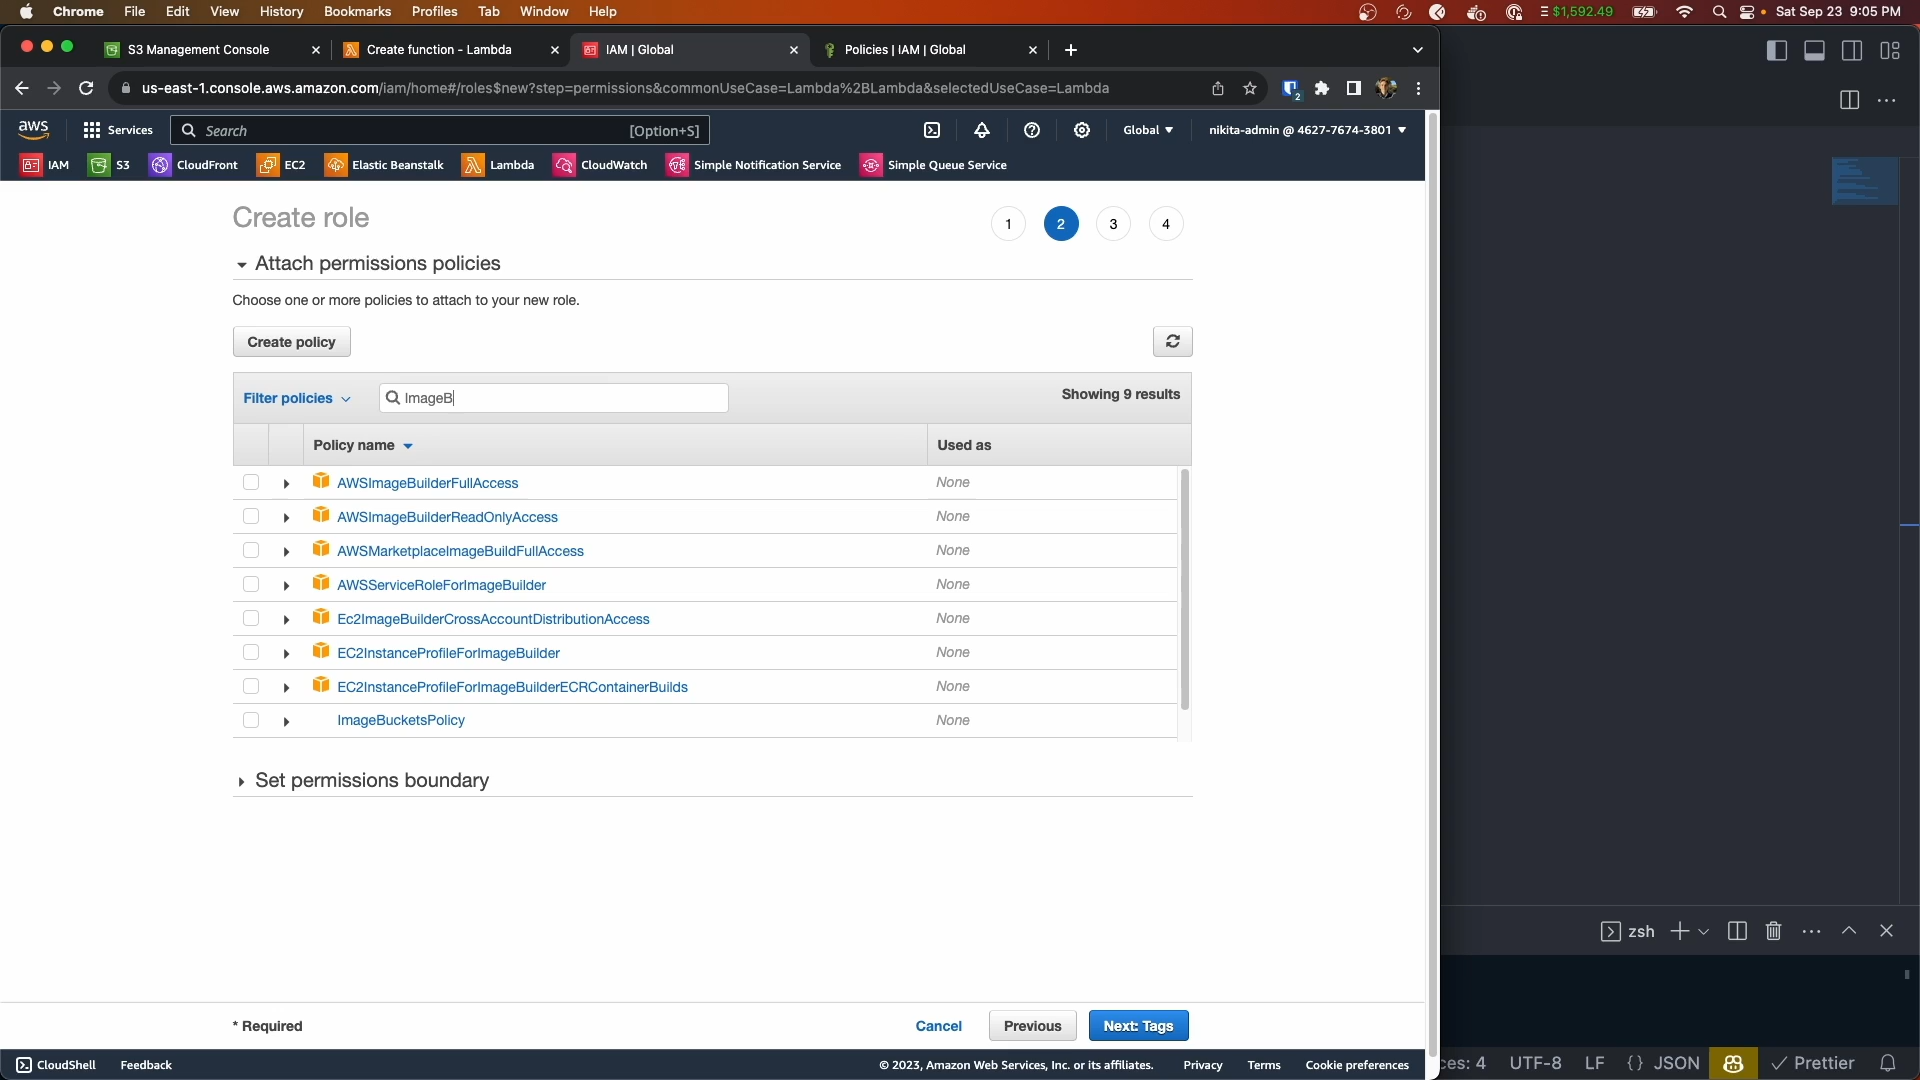 Chrome File Edit View History Bookmarks Profiles Tab Window Help $1,592.49 Sat Sep 23 9:05 PM
S3 Management Console Create function - Lambda IAM | Global Policies | IAM | Global
us-east-1.console.aws.amazon.com/iam/home#/roles$new?step=permissions&commonUseCase=Lambda%2BLambda&selectedUseCase=Lambda 2
aws Services Search [Option+S] Global nikita-admin @ 4627-7674-3801
IAM S3 CloudFront EC2 Elastic Beanstalk Lambda CloudWatch Simple Notification Service Simple Queue Service
Create role
1 2 3 4
Attach permissions policies
Choose one or more policies to attach to your new role.
Create policy
Filter policies ImageB Showing 9 results
Policy name Used as
AWSImageBuilderFullAccess None
AWSImageBuilderReadOnlyAccess None
AWSMarketplaceImageBuildFullAccess None
AWSServiceRoleForImageBuilder None
Ec2ImageBuilderCrossAccountDistributionAccess None
EC2InstanceProfileForImageBuilder None
EC2InstanceProfileForImageBuilderECRContainerBuilds None
ImageBucketsPolicy None
Set permissions boundary
zsh
* Required Cancel Previous Next: Tags
CloudShell Feedback © 2023, Amazon Web Services, Inc. or its affiliates. Privacy Terms Cookie preferences
ces: 4 UTF-8 LF {} JSON Prettier